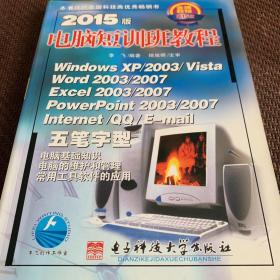 2015版
电脑短训班教程
Windows XP/2003/Vista
Word 2003/2007
Excel 2003/2007
PowerPoint 2003/2007
Internet/QQ/E-mail
五笔字型
电脑基础知识
电脑的维护和管理
常用工具软件的应用
电子科技大学出版社
DIANZIKEJIDAXUECHUBANSHE